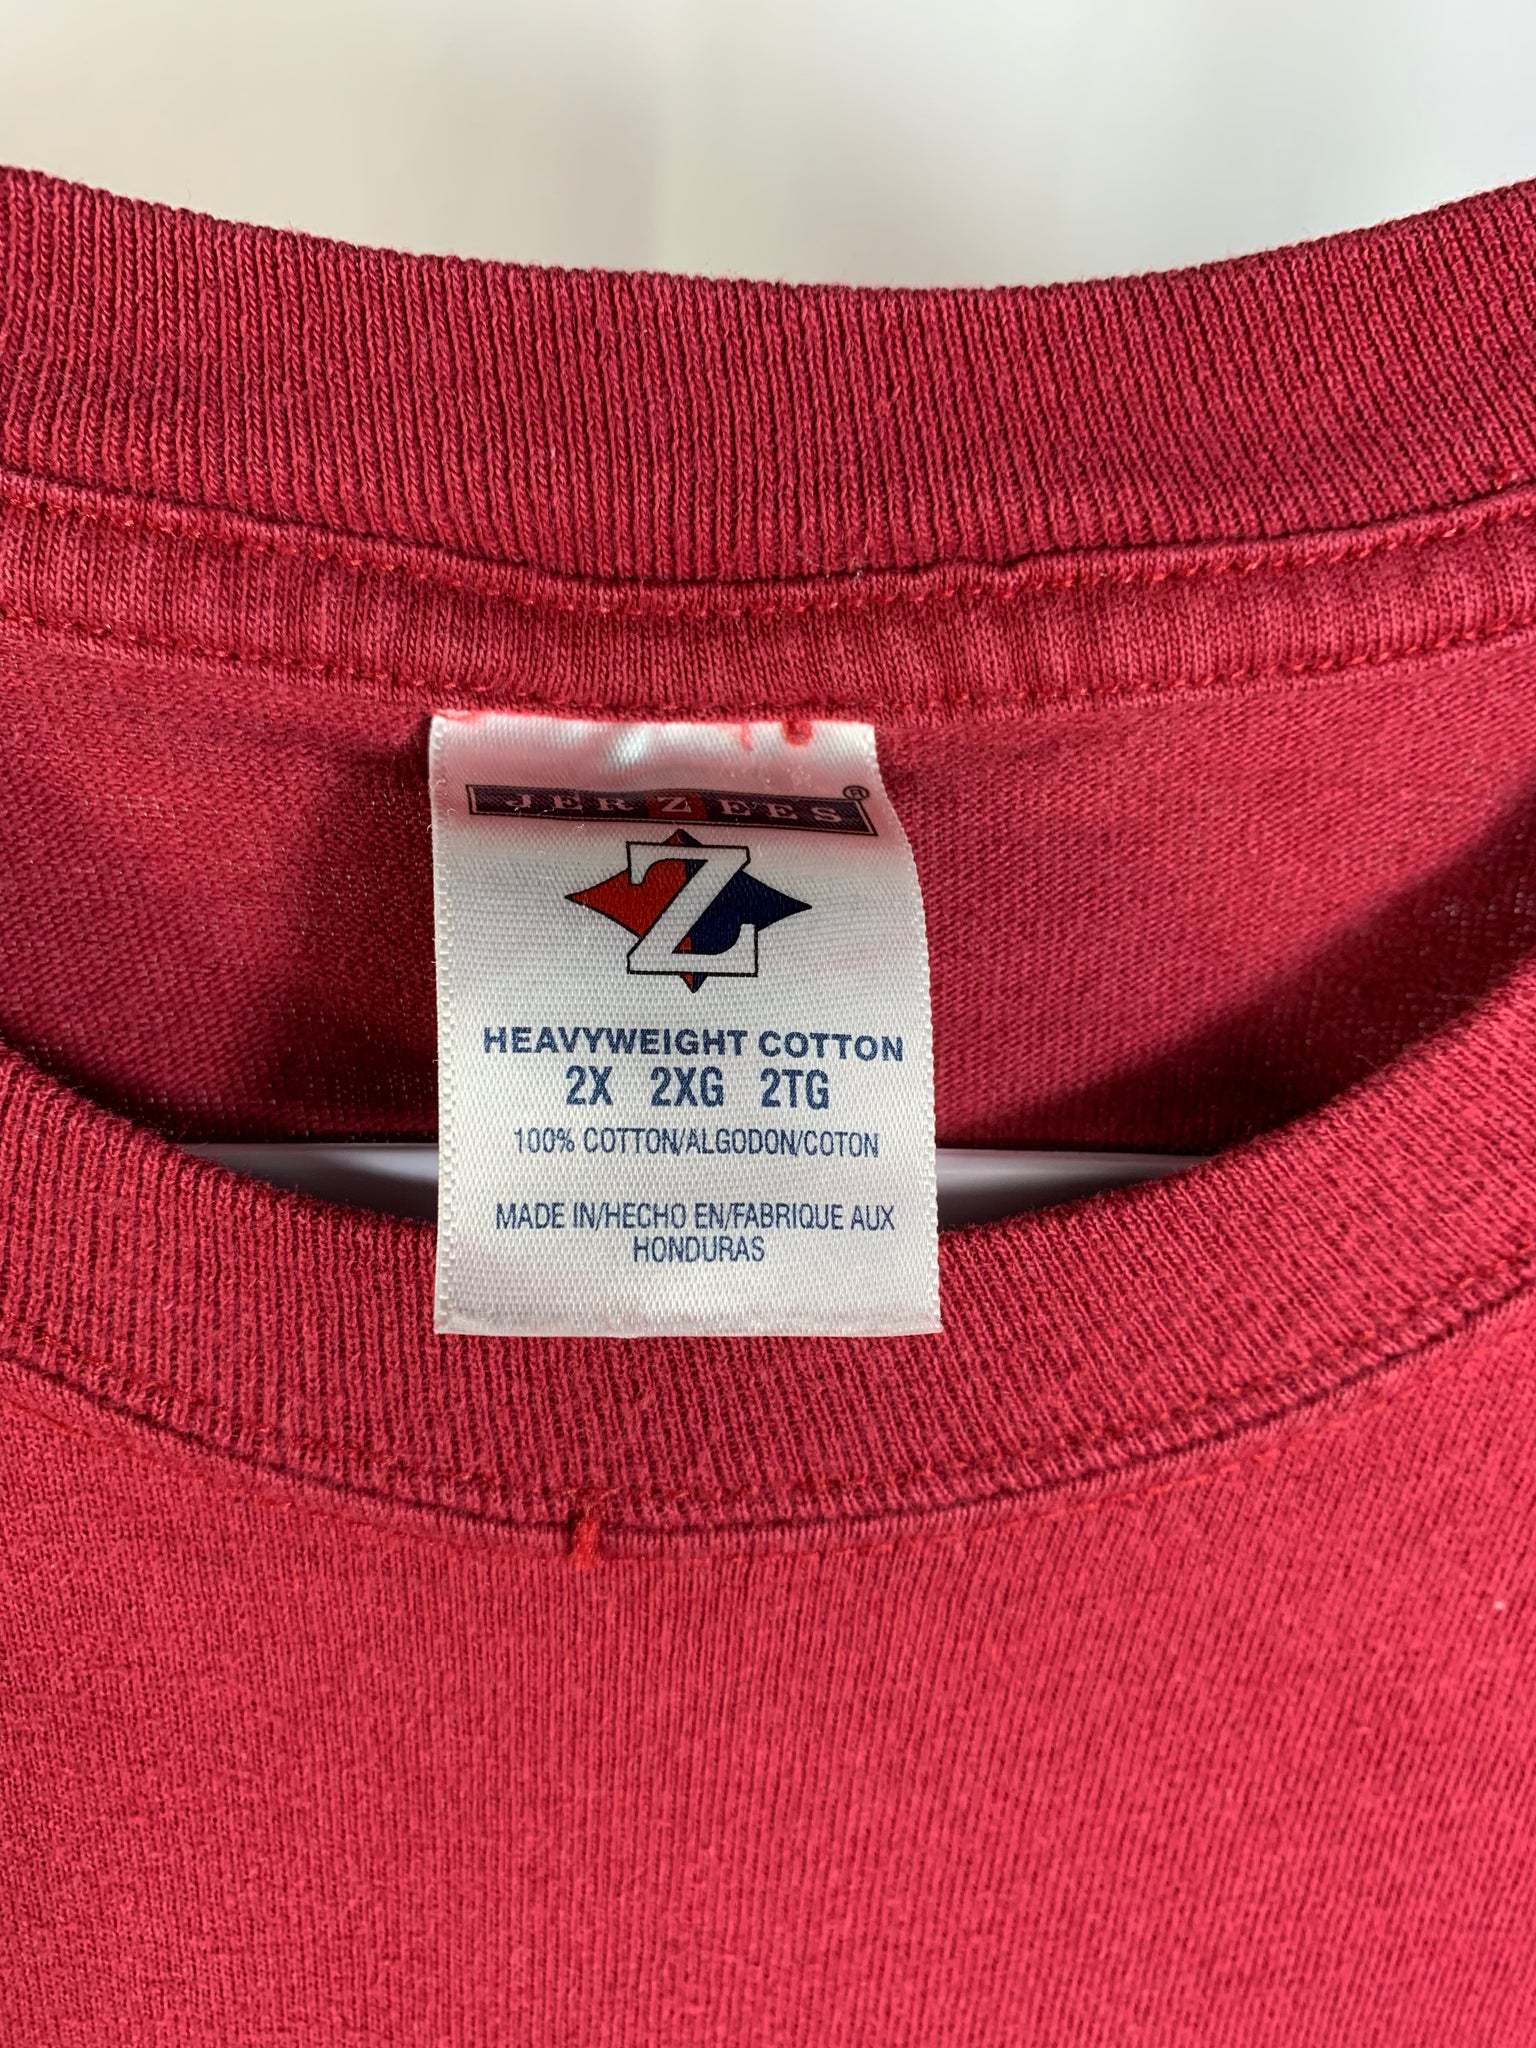 JERZEES®
Z
HEAVYWEIGHT COTTON
2X 2XG 2TG
100% COTTON/ALGODON/COTON
MADE IN/HECHO EN/FABRIQUE AUX
HONDURAS